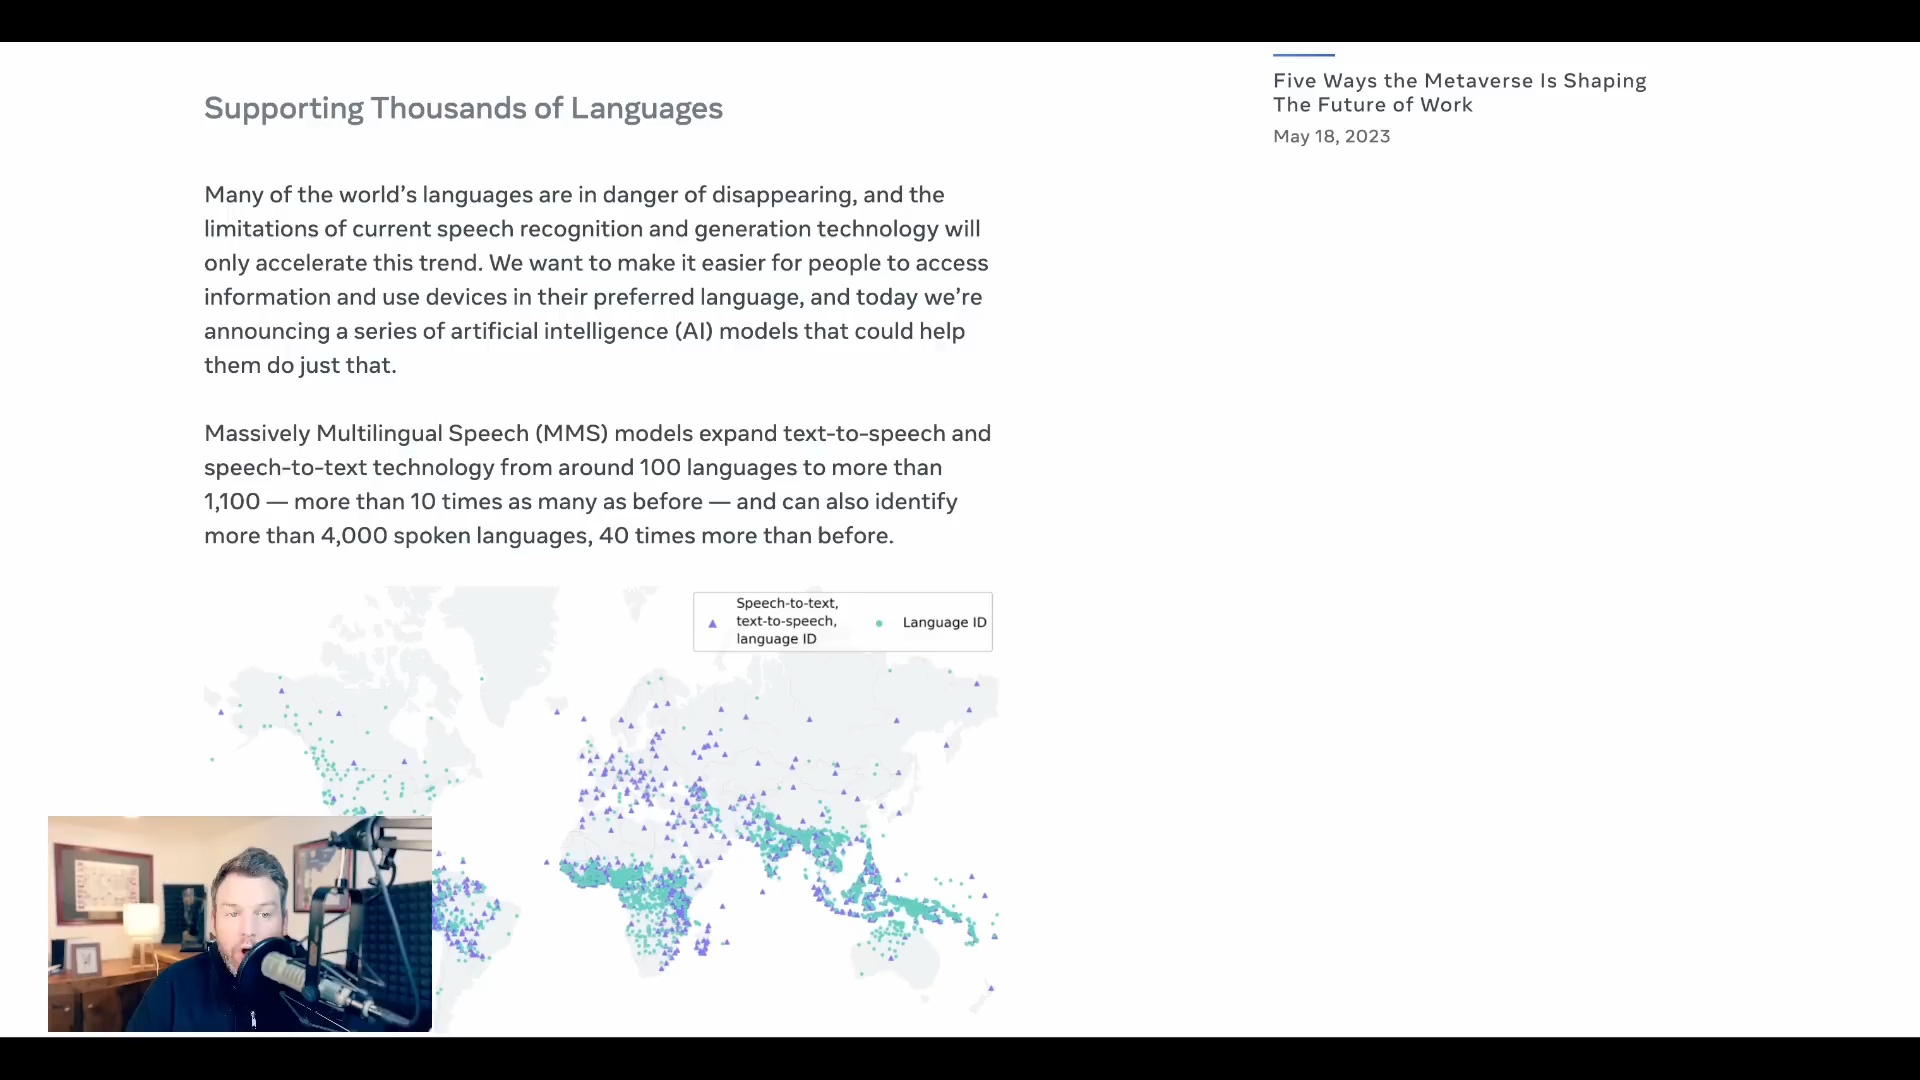 Supporting Thousands of Languages
Many of the world’s languages are in danger of disappearing, and the
limitations of current speech recognition and generation technology will
only accelerate this trend. We want to make it easier for people to access
information and use devices in their preferred language, and today we’re
announcing a series of artificial intelligence (AI) models that could help
them do just that.
Massively Multilingual Speech (MMS) models expand text-to-speech and
speech-to-text technology from around 100 languages to more than
1,100 — more than 10 times as many as before — and can also identify
more than 4,000 spoken languages, 40 times more than before.
Speech-to-text,
text-to-speech,
language ID
Language ID
Five Ways the Metaverse Is Shaping
The Future of Work
May 18, 2023